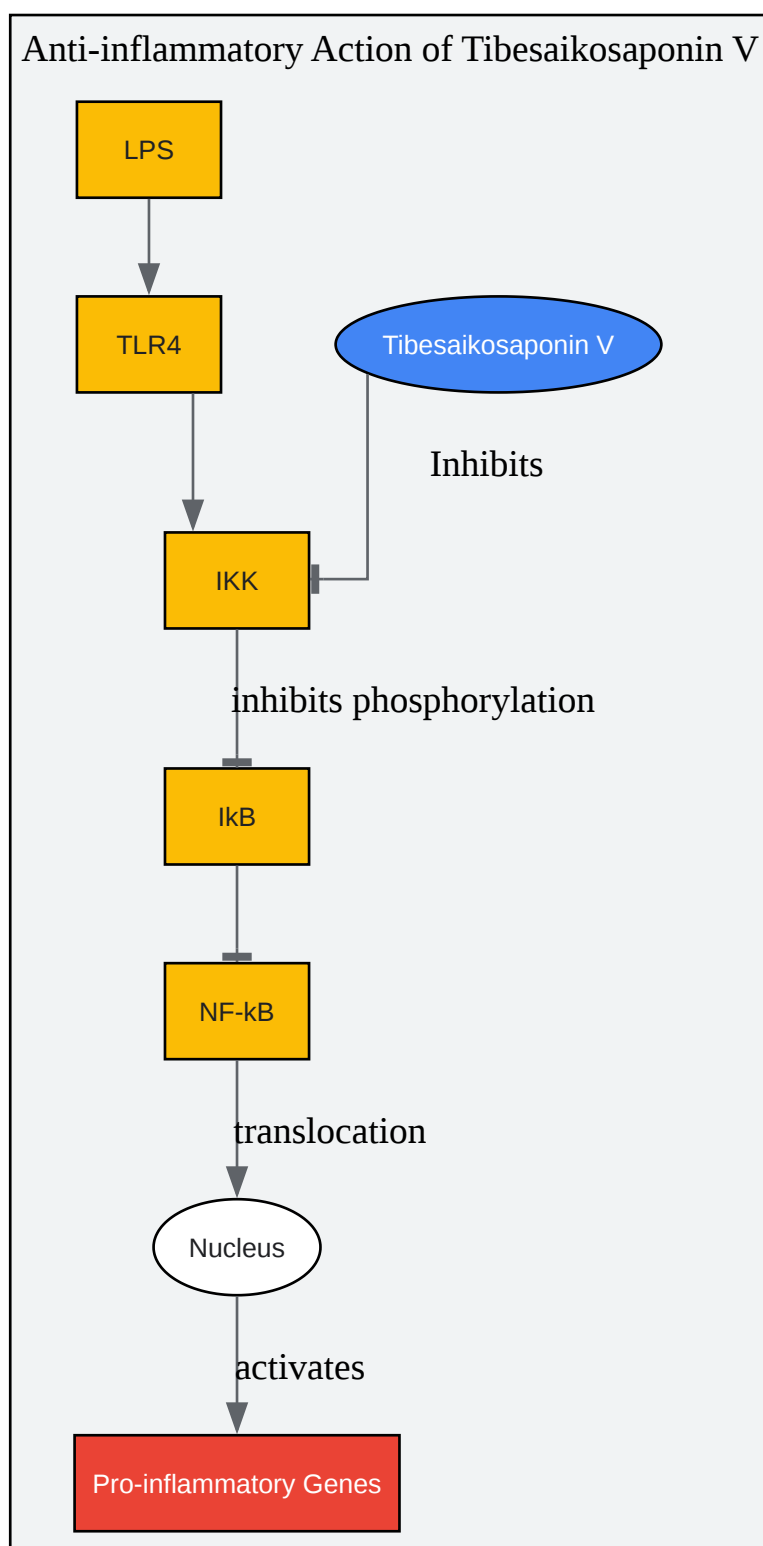 Anti-inflammatory Action of Tibesaikosaponin V
LPS
TLR4
Tibesaikosaponin V
Inhibits
IKK
inhibits phosphorylation
IkB
NF-kB
translocation
Nucleus
activates
Pro-inflammatory Genes